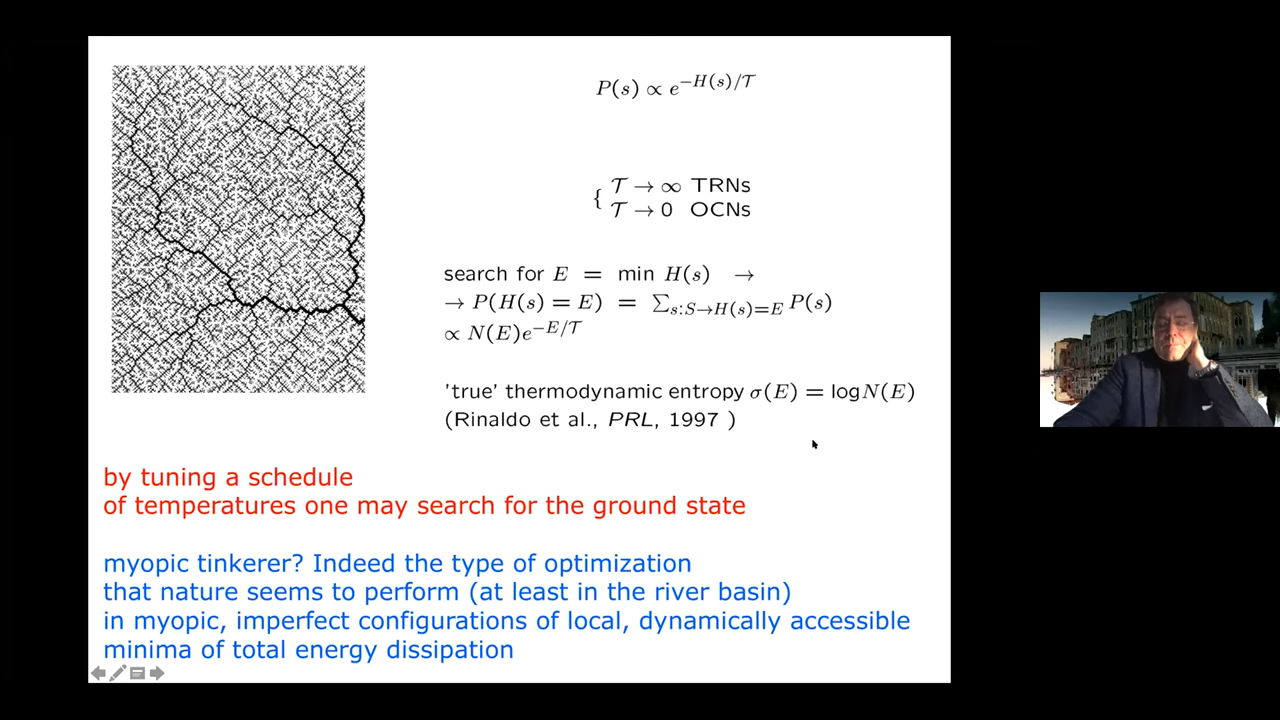 P(s) ∝ e^{−H(s)/𝒯}
{ 𝒯 → ∞ TRNs
𝒯 → 0 OCNs
search for E = min H(s) →
→ P(H(s) = E) = ∑_{s:S→H(s)=E} P(s)
∝ N(E)e^{−E/𝒯}
'true' thermodynamic entropy σ(E) = log N(E)
(Rinaldo et al., PRL, 1997 )
by tuning a schedule
of temperatures one may search for the ground state
myopic tinkerer? Indeed the type of optimization
that nature seems to perform (at least in the river basin)
in myopic, imperfect configurations of local, dynamically accessible
minima of total energy dissipation